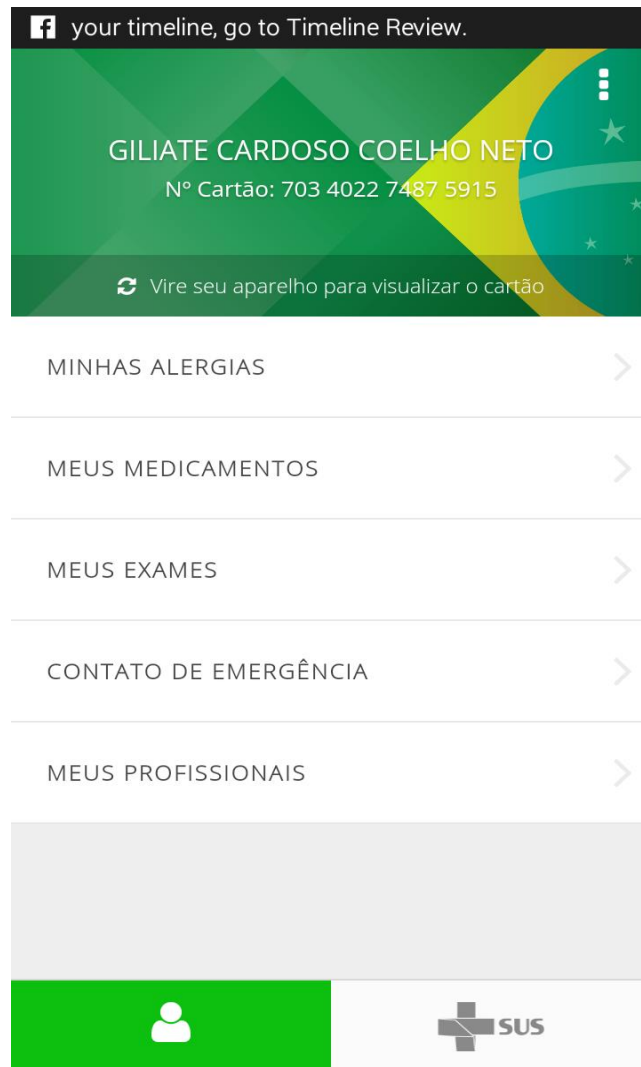 your timeline, go to Timeline Review.
GILIATE CARDOSO COELHO NETO
Nº Cartão: 703 4022 7487 5915
Vire seu aparelho para visualizar o cartão
MINHAS ALERGIAS
MEUS MEDICAMENTOS
MEUS EXAMES
CONTATO DE EMERGÊNCIA
MEUS PROFISSIONAIS
SUS